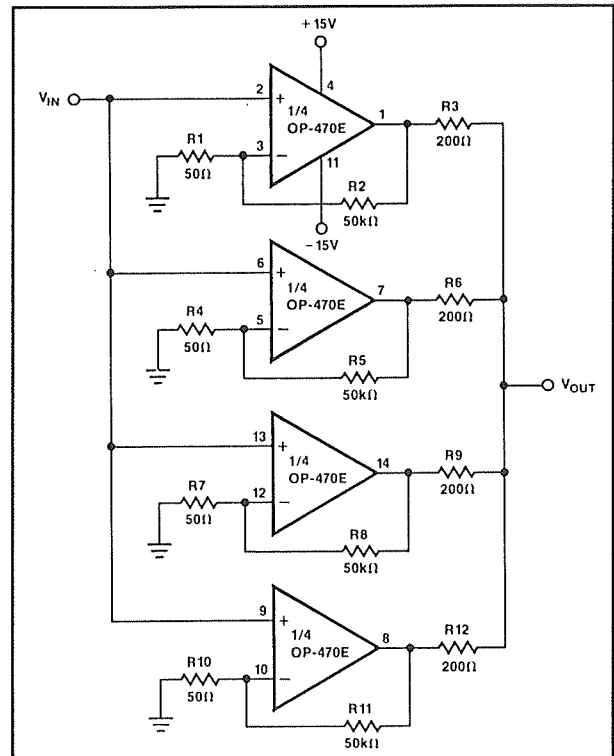 +15V
V_IN
2
+
4
1/4
OP-470E
1
R3
200Ω
R1
50Ω
3
−
11
R2
50kΩ
−15V
6
+
1/4
OP-470E
7
R6
200Ω
R4
50Ω
5
−
R5
50kΩ
V_OUT
13
+
1/4
OP-470E
14
R9
200Ω
R7
50Ω
12
−
R8
50kΩ
9
+
1/4
OP-470E
8
R12
200Ω
R10
50Ω
10
−
R11
50kΩ